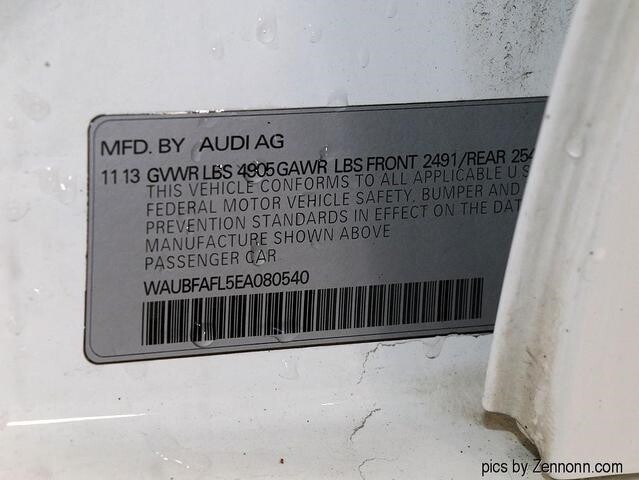 MFD. BY AUDI AG
11 13 GVWR LBS 4905 GAWR LBS FRONT 2491/REAR 254
THIS VEHICLE CONFORMS TO ALL APPLICABLE U S
FEDERAL MOTOR VEHICLE SAFETY, BUMPER AND
PREVENTION STANDARDS IN EFFECT ON THE DAT
MANUFACTURE SHOWN ABOVE
PASSENGER CAR
WAUBFAFL5EA080540
pics by Zennonn.com